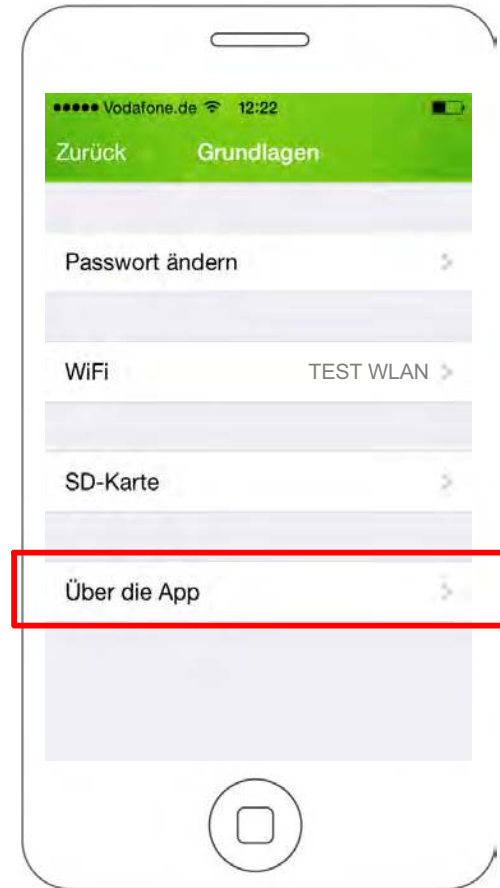 Vodafone.de 12:22
Zurück Grundlagen
Passwort ändern
WiFi TEST WLAN
SD-Karte
Über die App